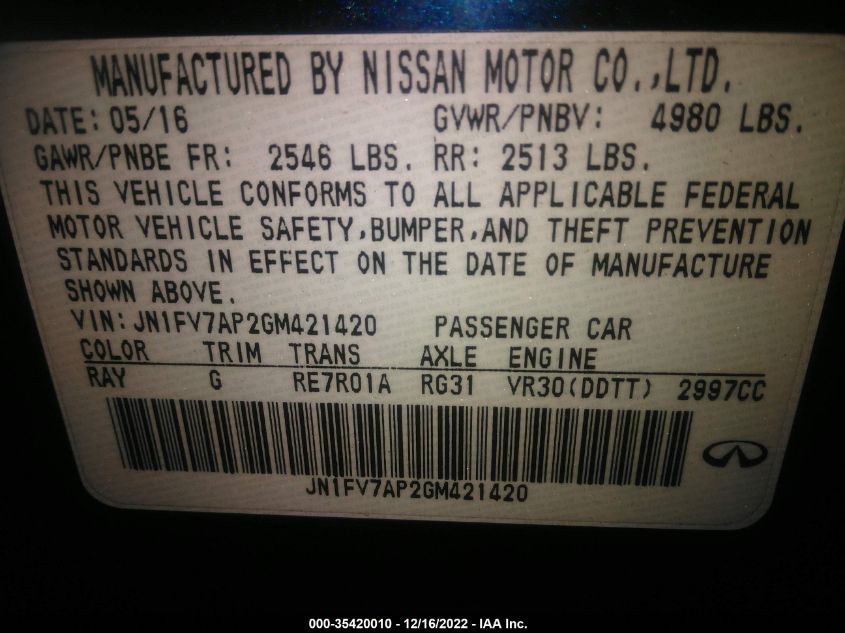 MANUFACTURED BY NISSAN MOTOR CO.,LTD.
DATE: 05/16 GVWR/PNBV: 4980 LBS.
GAWR/PNBE FR: 2546 LBS. RR: 2513 LBS.
THIS VEHICLE CONFORMS TO ALL APPLICABLE FEDERAL
MOTOR VEHICLE SAFETY,BUMPER,AND THEFT PREVENTION
STANDARDS IN EFFECT ON THE DATE OF MANUFACTURE
SHOWN ABOVE.
VIN: JN1FV7AP2GM421420 PASSENGER CAR
COLOR TRIM TRANS AXLE ENGINE
RAY G RE7R01A RG31 VR30(DDTT) 2997CC
JN1FV7AP2GM421420
000-35420010 - 12/16/2022 - IAA Inc.